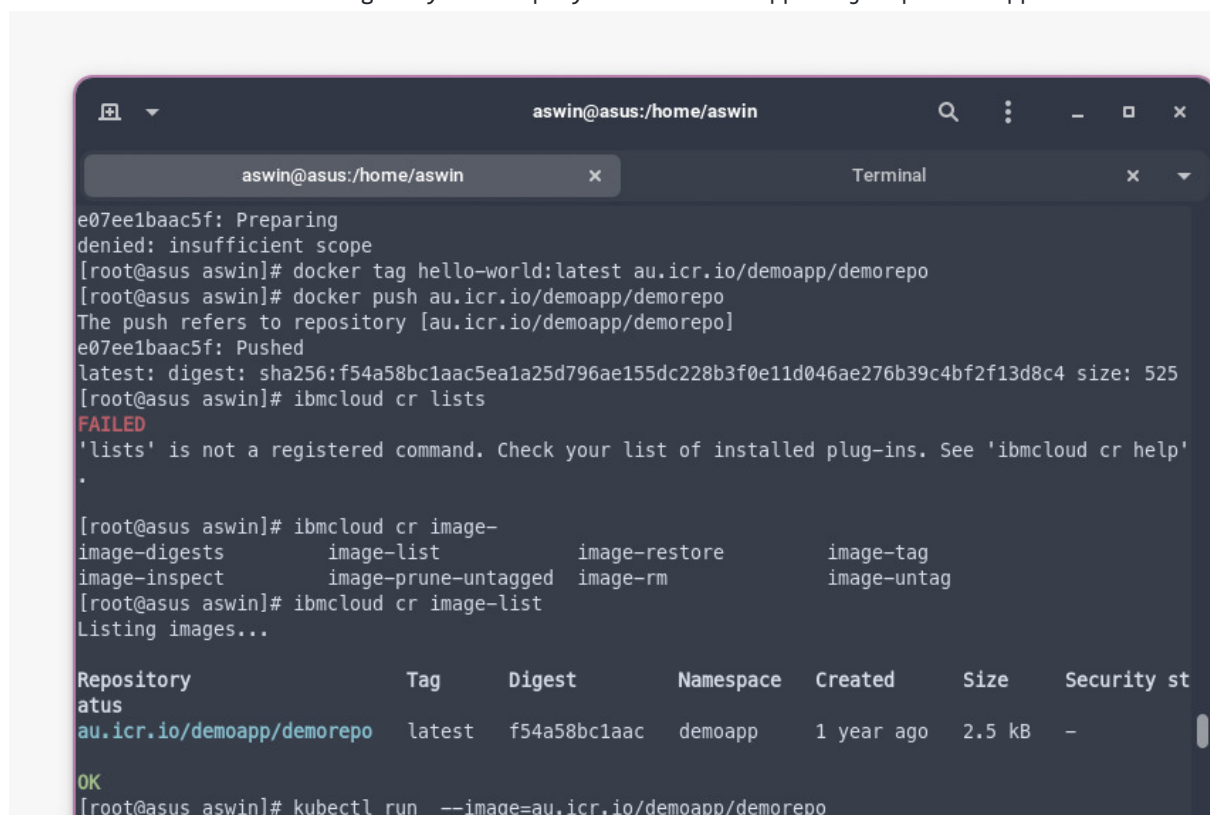 aswin@asus:/home/aswin
aswin@asus:/home/aswin
Terminal
e07ee1baac5f: Preparing
denied: insufficient scope
[root@asus aswin]# docker tag hello-world:latest au.icr.io/demoapp/demorepo
[root@asus aswin]# docker push au.icr.io/demoapp/demorepo
The push refers to repository [au.icr.io/demoapp/demorepo]
e07ee1baac5f: Pushed
latest: digest: sha256:f54a58bc1aac5ea1a25d796ae155dc228b3f0e11d046ae276b39c4bf2f13d8c4 size: 525
[root@asus aswin]# ibmcloud cr lists
FAILED
'lists' is not a registered command. Check your list of installed plug-ins. See 'ibmcloud cr help'
.
[root@asus aswin]# ibmcloud cr image-
image-digests image-list image-restore image-tag
image-inspect image-prune-untagged image-rm image-untag
[root@asus aswin]# ibmcloud cr image-list
Listing images...
Repository Tag Digest Namespace Created Size Security st
atus
au.icr.io/demoapp/demorepo latest f54a58bc1aac demoapp 1 year ago 2.5 kB -
OK
[root@asus aswin]# kubectl run --image=au.icr.io/demoapp/demorepo